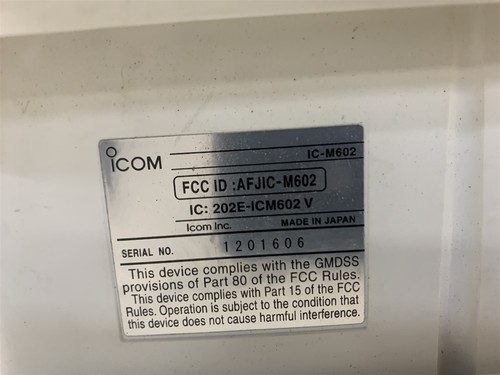 ICOM
IC-M602
FCC ID :AFJIC-M602
IC: 202E-ICM602 V
Icom Inc. MADE IN JAPAN
SERIAL NO. 1201606
This device complies with the GMDSS
provisions of Part 80 of the FCC Rules.
This device complies with Part 15 of the FCC
Rules. Operation is subject to the condition that
this device does not cause harmful interference.